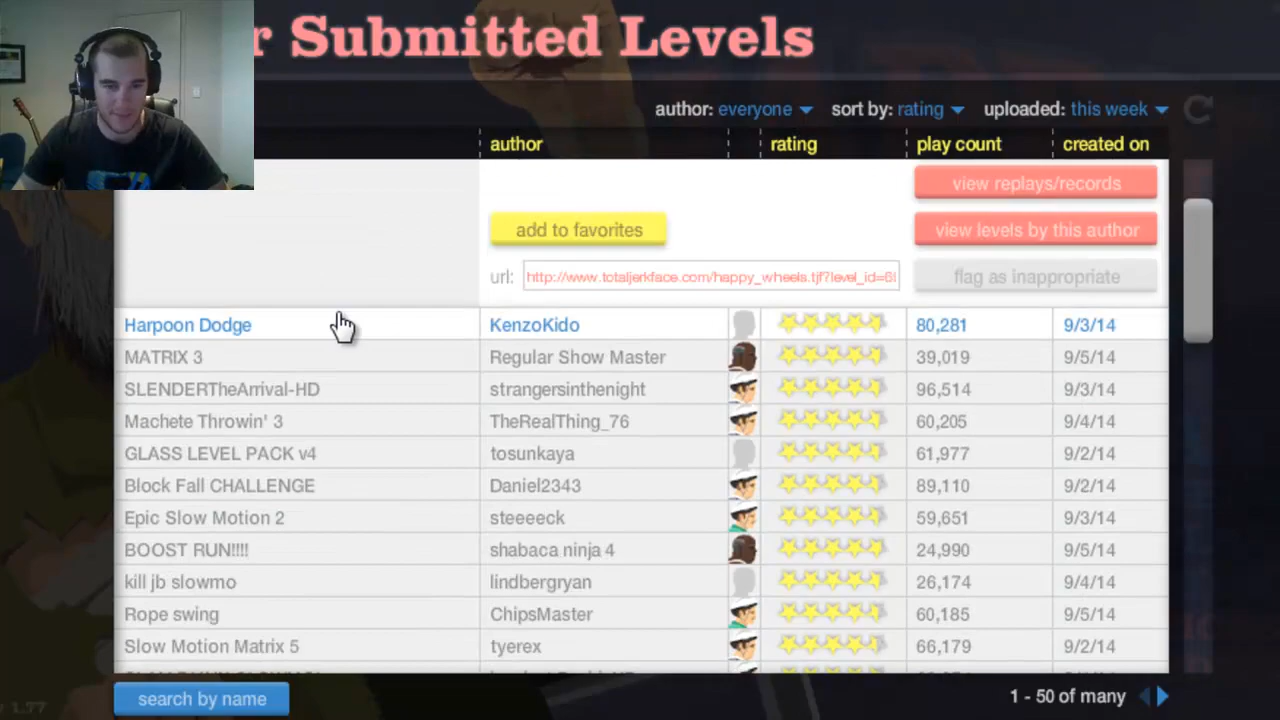 r Submitted Levels
author: everyone sort by: rating uploaded: this week
author rating play count created on
view replays/records
add to favorites view levels by this author
url: http://www.totaljerkface.com/happy_wheels.tjf?level_id=6 flag as inappropriate
Harpoon Dodge KenzoKido 80,281 9/3/14
MATRIX 3 Regular Show Master 39,019 9/5/14
SLENDERTheArrival-HD strangersinthenight 96,514 9/3/14
Machete Throwin' 3 TheRealThing_76 60,205 9/4/14
GLASS LEVEL PACK v4 tosunkaya 61,977 9/2/14
Block Fall CHALLENGE Daniel2343 89,110 9/2/14
Epic Slow Motion 2 steeeeck 59,651 9/3/14
BOOST RUN!!!! shabaca ninja 4 24,990 9/5/14
kill jb slowmo lindbergryan 26,174 9/4/14
Rope swing ChipsMaster 60,185 9/5/14
Slow Motion Matrix 5 tyerex 66,179 9/2/14
search by name 1 - 50 of many
1.77